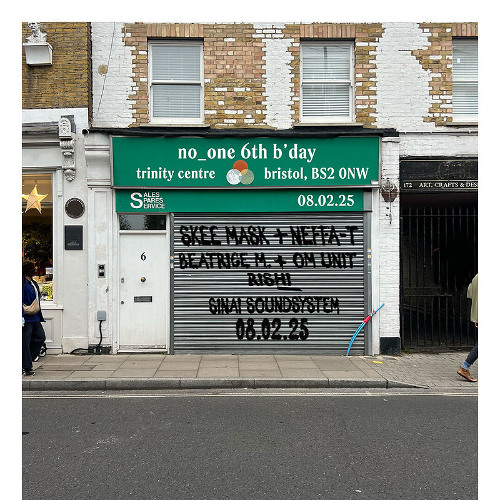 no_one 6th b'day
trinity centre bristol, BS2 0NW
SALES
SPARES
SERVICE
08.02.25
172 ART, CRAFTS & DES
6
SKEE MASK + NEFFA-T
BEATRICE M. + OM UNIT
RISHI
SINAI SOUNDSYSTEM
08.02.25